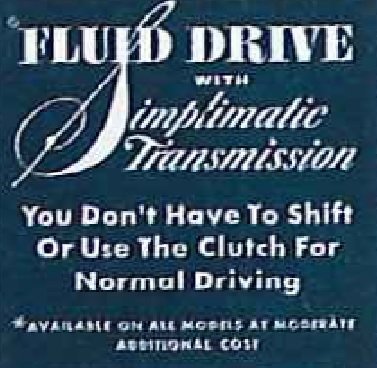 *FLUID DRIVE
WITH
Simplimatic
Transmission
You Don't Have To Shift
Or Use The Clutch For
Normal Driving
*AVAILABLE ON ALL MODELS AT MODERATE
ADDITIONAL COST